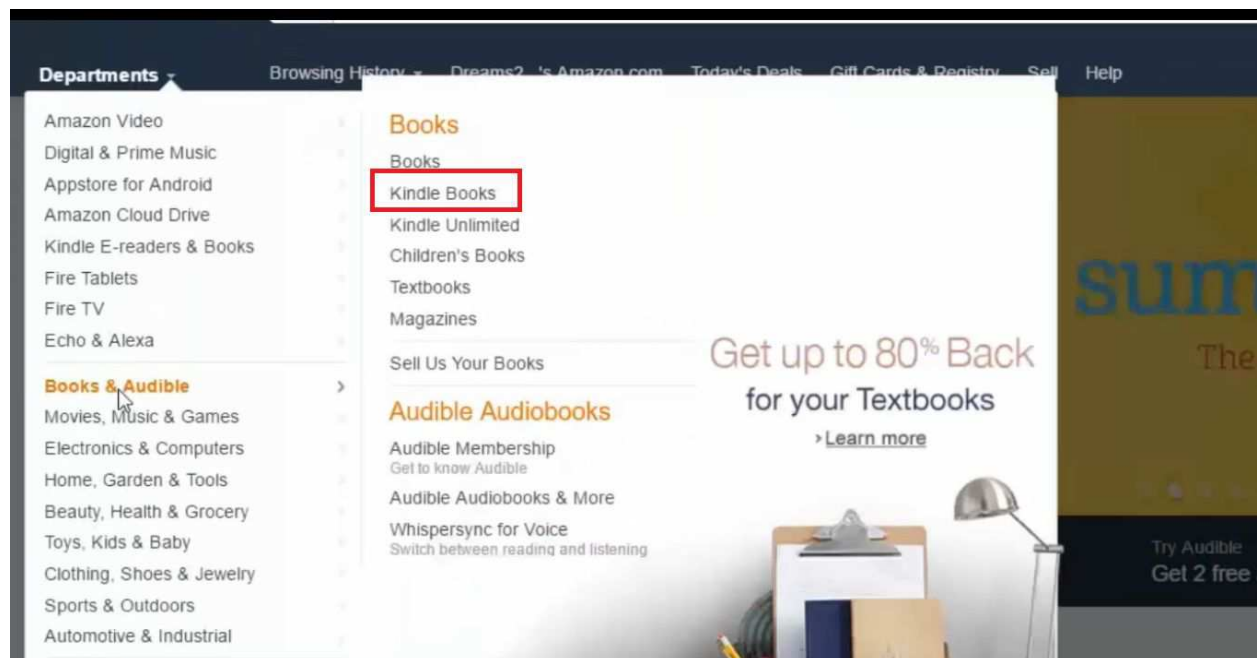 Departments
Browsing History
Dreams2 's Amazon.com
Today's Deals
Gift Cards & Registry
Sell
Help
Amazon Video
Digital & Prime Music
Appstore for Android
Amazon Cloud Drive
Kindle E-readers & Books
Fire Tablets
Fire TV
Echo & Alexa
Books & Audible
Movies, Music & Games
Electronics & Computers
Home, Garden & Tools
Beauty, Health & Grocery
Toys, Kids & Baby
Clothing, Shoes & Jewelry
Sports & Outdoors
Automotive & Industrial
Books
Books
Kindle Books
Kindle Unlimited
Children's Books
Textbooks
Magazines
Sell Us Your Books
Audible Audiobooks
Audible Membership
Get to know Audible
Audible Audiobooks & More
Whispersync for Voice
Switch between reading and listening
Get up to 80% Back
for your Textbooks
Learn more
sum
The
Try Audible
Get 2 free